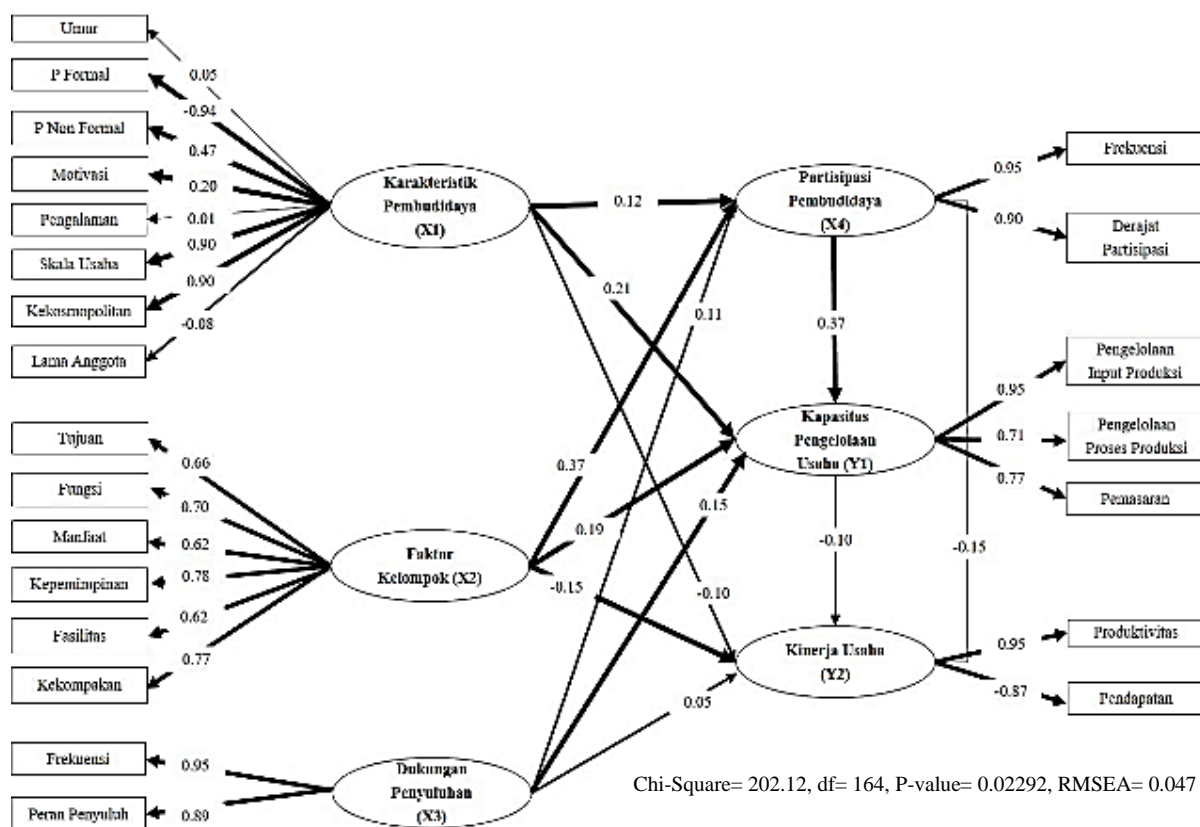 Umur
P Formal
P Non Formal
Motivasi
Pengalaman
Skala Usaha
Kekosmopolitan
Lama Anggota
0.05
-0.94
0.47
0.20
0.01
0.90
0.90
-0.08
Karakteristik
Pembudidaya
(X1)
Tujuan
Fungsi
Manfaat
Kepemimpinan
Fasilitas
Kekompakan
0.66
0.70
0.62
0.78
0.62
0.77
Faktor
Kelompok (X2)
Frekuensi
Peran Penyuluh
0.95
0.89
Dukungan
Penyuluhan
(X3)
0.12
0.21
0.11
0.37
0.37
0.19
0.15
-0.15
-0.10
-0.10
-0.15
0.05
Partisipasi
Pembudidaya
(X4)
Kapasitas
Pengelolaan
Usaha (Y1)
Kinerja Usaha
(Y2)
0.95
0.90
Frekuensi
Derajat
Partisipasi
0.95
0.71
0.77
Pengelolaan
Input Produksi
Pengelolaan
Proses Produksi
Pemasaran
0.95
-0.87
Produktivitas
Pendapatan
Chi-Square= 202.12, df= 164, P-value= 0.02292, RMSEA= 0.047